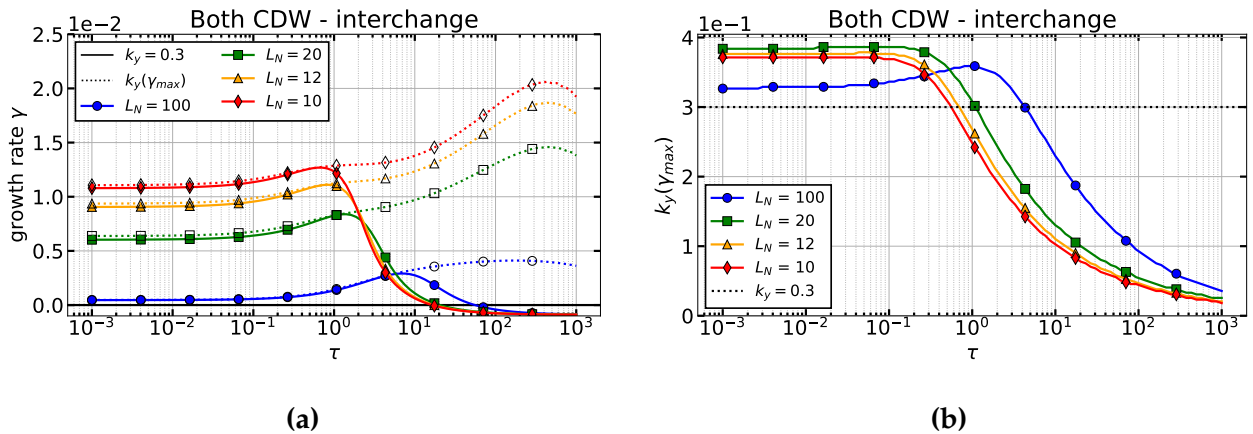 Both CDW - interchange
1e−2
growth rate γ
2.5
2.0
1.5
1.0
0.5
0.0
k_y = 0.3
k_y(γ_max)
L_N = 100
L_N = 20
L_N = 12
L_N = 10
10^−3 10^−2 10^−1 10^0 10^1 10^2 10^3
τ
(a)
Both CDW - interchange
1e−1
k_y(γ_max)
4
3
2
1
0
L_N = 100
L_N = 20
L_N = 12
L_N = 10
k_y = 0.3
10^−3 10^−2 10^−1 10^0 10^1 10^2 10^3
τ
(b)